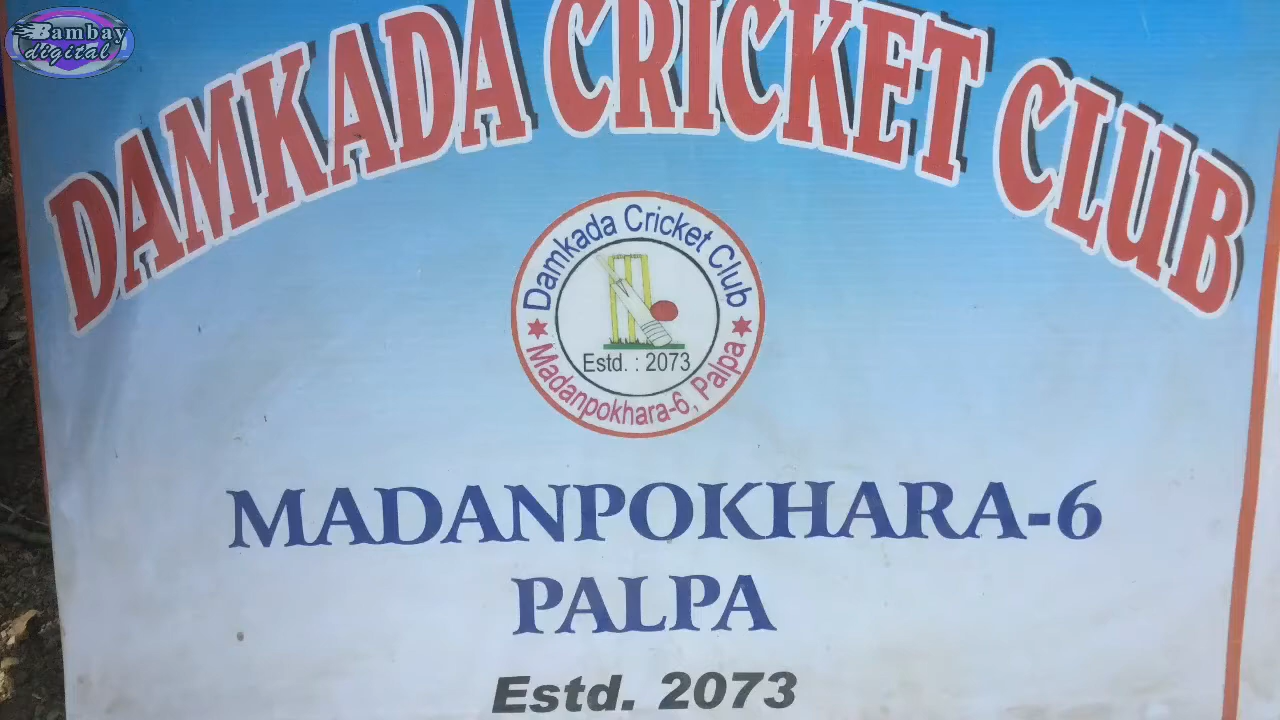 Bambay
digital
DAMKADA CRICKET CLUB
Damkada Cricket Club
Estd. : 2073
Madanpokhara-6, Palpa
MADANPOKHARA-6
PALPA
Estd. 2073